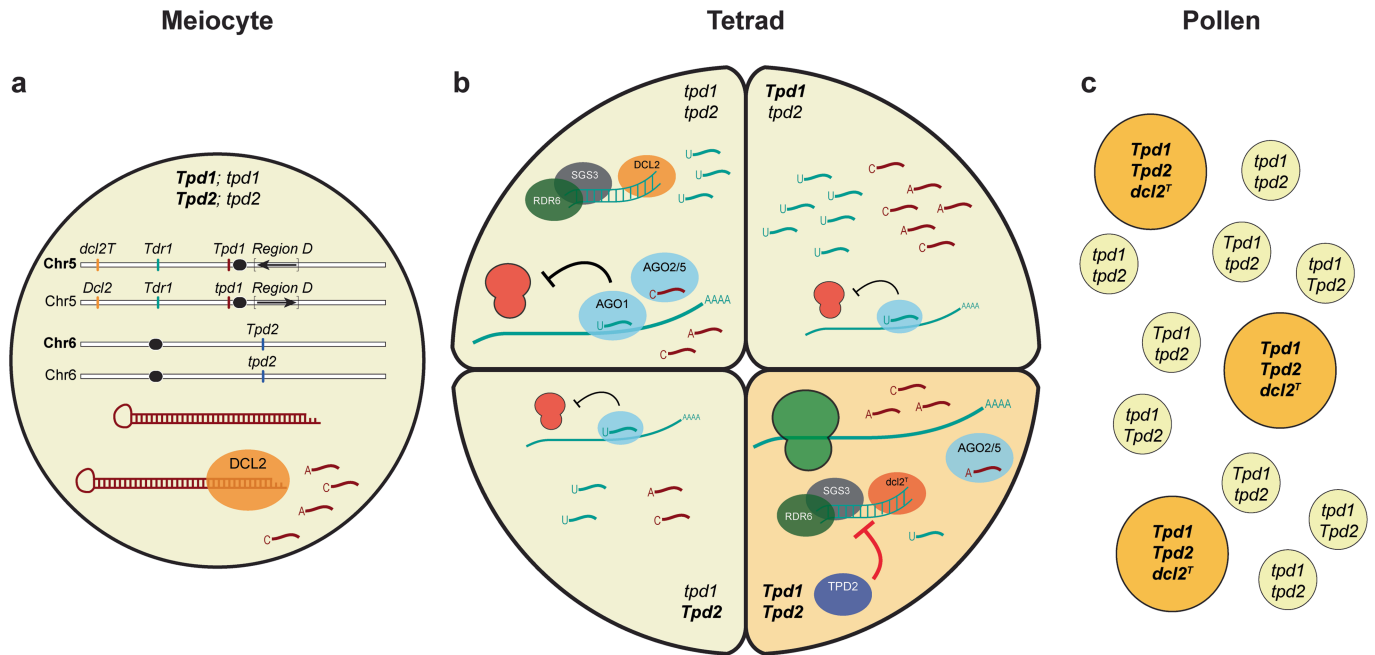 Meiocyte
Tetrad
Pollen
a
Tpd1; tpd1
Tpd2; tpd2
dcl2T Tdr1 Tpd1 Region D
Chr5
Dcl2 Tdr1 tpd1 Region D
Chr5
Tpd2
Chr6
tpd2
Chr6
DCL2
A
C
A
C
b
tpd1
tpd2
SGS3
DCL2
RDR6
U
U
U
AGO2/5
C
AGO1
U
AAAA
A
C
Tpd1
tpd2
U
U
U
U
U
U
U
C
A
C
A
A
C
U
AAAA
U
AAAA
U
U
A
C
tpd1
Tpd2
C
A
A
AAAA
AGO2/5
A
SGS3
dcl2T
RDR6
U
TPD2
Tpd1
Tpd2
c
Tpd1
Tpd2
dcl2T
tpd1
tpd2
tpd1
tpd2
Tpd1
tpd2
tpd1
Tpd2
Tpd1
tpd2
Tpd1
Tpd2
dcl2T
tpd1
Tpd2
Tpd1
tpd2
tpd1
Tpd2
Tpd1
Tpd2
dcl2T
tpd1
tpd2